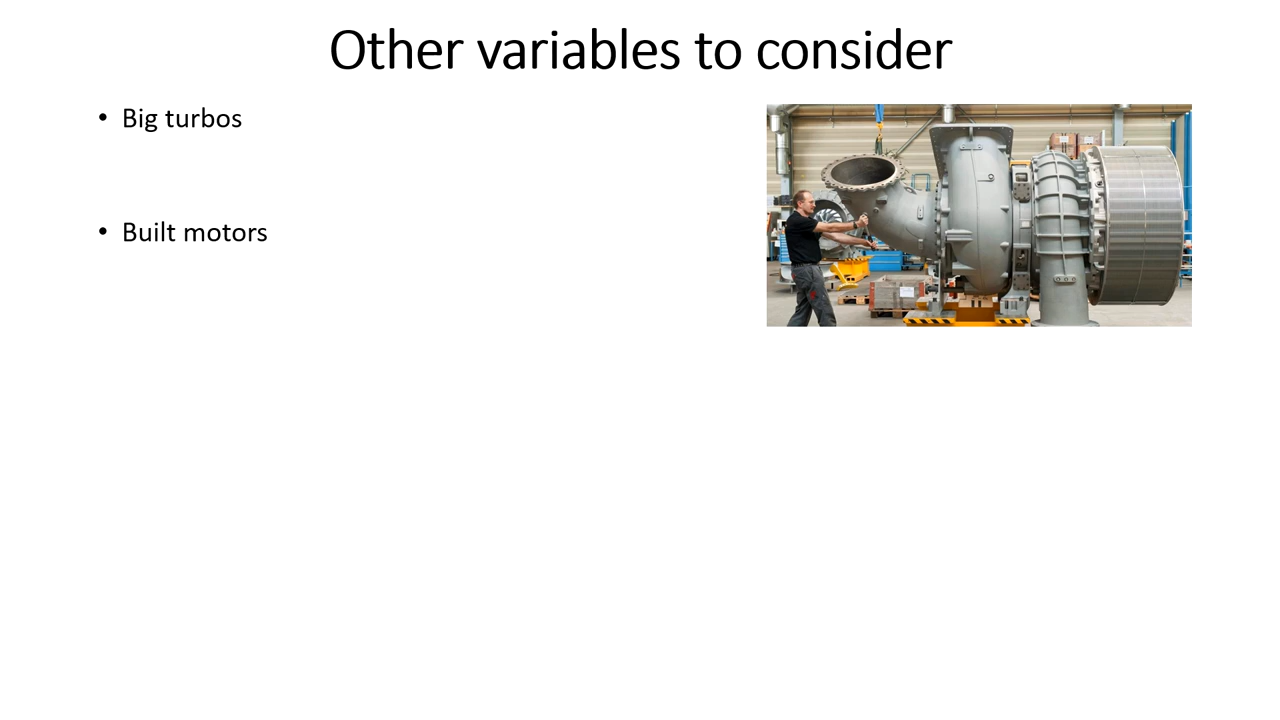 Other variables to consider
• Big turbos
• Built motors